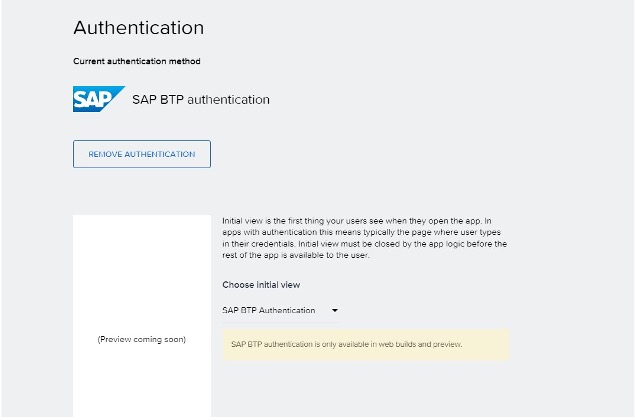 Authentication
Current authentication method
SAP SAP BTP authentication
REMOVE AUTHENTICATION
Initial view is the first thing your users see when they open the app. In
apps with authentication this means typically the page where user types
in their credentials. Initial view must be closed by the app logic before the
rest of the app is available to the user.
Choose initial view
SAP BTP Authentication
(Preview coming soon)
SAP BTP authentication is only available in web builds and preview.